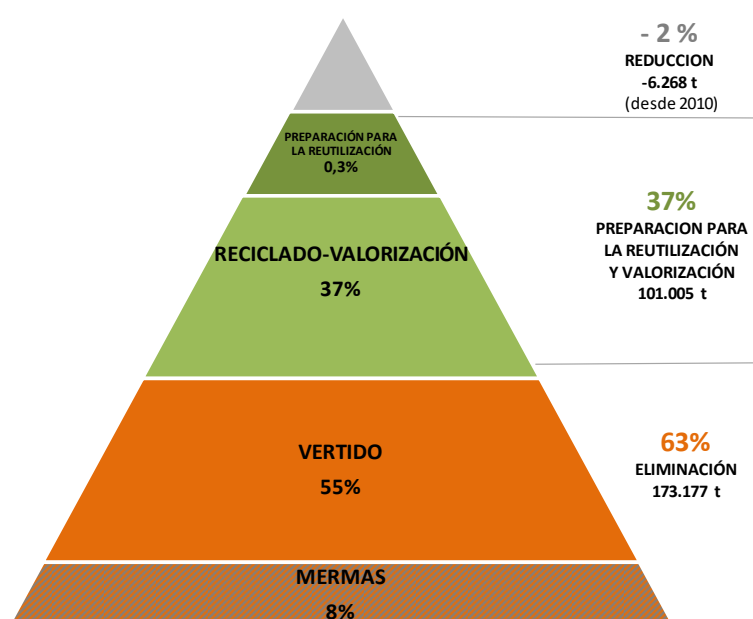 - 2 %
REDUCCION
-6.268 t
(desde 2010)
PREPARACIÓN PARA
LA REUTILIZACIÓN
0,3%
37%
PREPARACION PARA
LA REUTILIZACIÓN
Y VALORIZACIÓN
101.005 t
RECICLADO-VALORIZACIÓN
37%
63%
ELIMINACIÓN
173.177 t
VERTIDO
55%
MERMAS
8%